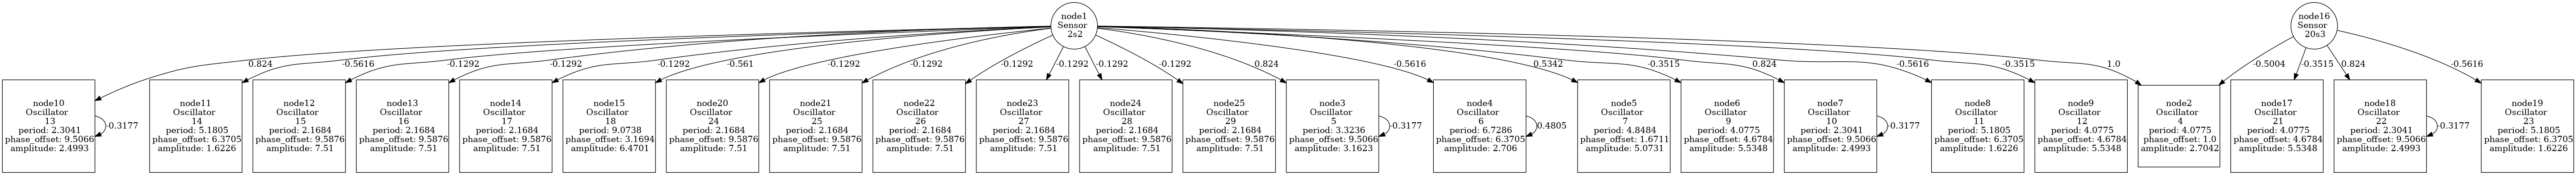 node1
Sensor
2s2
node16
Sensor
20s3
0.824
-0.5616
-0.1292
-0.1292
-0.1292
-0.561
-0.1292
-0.1292
-0.1292
-0.1292
-0.1292
-0.1292
0.824
-0.5616
0.5342
-0.3515
0.824
-0.5616
-0.3515
1.0
-0.5004
-0.3515
0.824
-0.5616
node10
Oscillator
13
period: 2.3041
phase_offset: 9.5066
amplitude: 2.4993
-0.3177
node11
Oscillator
14
period: 5.1805
phase_offset: 6.3705
amplitude: 1.6226
node12
Oscillator
15
period: 2.1684
phase_offset: 9.5876
amplitude: 7.51
node13
Oscillator
16
period: 2.1684
phase_offset: 9.5876
amplitude: 7.51
node14
Oscillator
17
period: 2.1684
phase_offset: 9.5876
amplitude: 7.51
node15
Oscillator
18
period: 9.0738
phase_offset: 3.1694
amplitude: 6.4701
node20
Oscillator
24
period: 2.1684
phase_offset: 9.5876
amplitude: 7.51
node21
Oscillator
25
period: 2.1684
phase_offset: 9.5876
amplitude: 7.51
node22
Oscillator
26
period: 2.1684
phase_offset: 9.5876
amplitude: 7.51
node23
Oscillator
27
period: 2.1684
phase_offset: 9.5876
amplitude: 7.51
node24
Oscillator
28
period: 2.1684
phase_offset: 9.5876
amplitude: 7.51
node25
Oscillator
29
period: 2.1684
phase_offset: 9.5876
amplitude: 7.51
node3
Oscillator
5
period: 3.3236
phase_offset: 9.5066
amplitude: 3.1623
-0.3177
node4
Oscillator
6
period: 6.7286
phase_offset: 6.3705
amplitude: 2.706
0.4805
node5
Oscillator
7
period: 4.8484
phase_offset: 1.6711
amplitude: 5.0731
node6
Oscillator
9
period: 4.0775
phase_offset: 4.6784
amplitude: 5.5348
node7
Oscillator
10
period: 2.3041
phase_offset: 9.5066
amplitude: 2.4993
-0.3177
node8
Oscillator
11
period: 5.1805
phase_offset: 6.3705
amplitude: 1.6226
node9
Oscillator
12
period: 4.0775
phase_offset: 4.6784
amplitude: 5.5348
node2
Oscillator
4
period: 4.0775
phase_offset: 1.0
amplitude: 2.7042
node17
Oscillator
21
period: 4.0775
phase_offset: 4.6784
amplitude: 5.5348
node18
Oscillator
22
period: 2.3041
phase_offset: 9.5066
amplitude: 2.4993
-0.3177
node19
Oscillator
23
period: 5.1805
phase_offset: 6.3705
amplitude: 1.6226